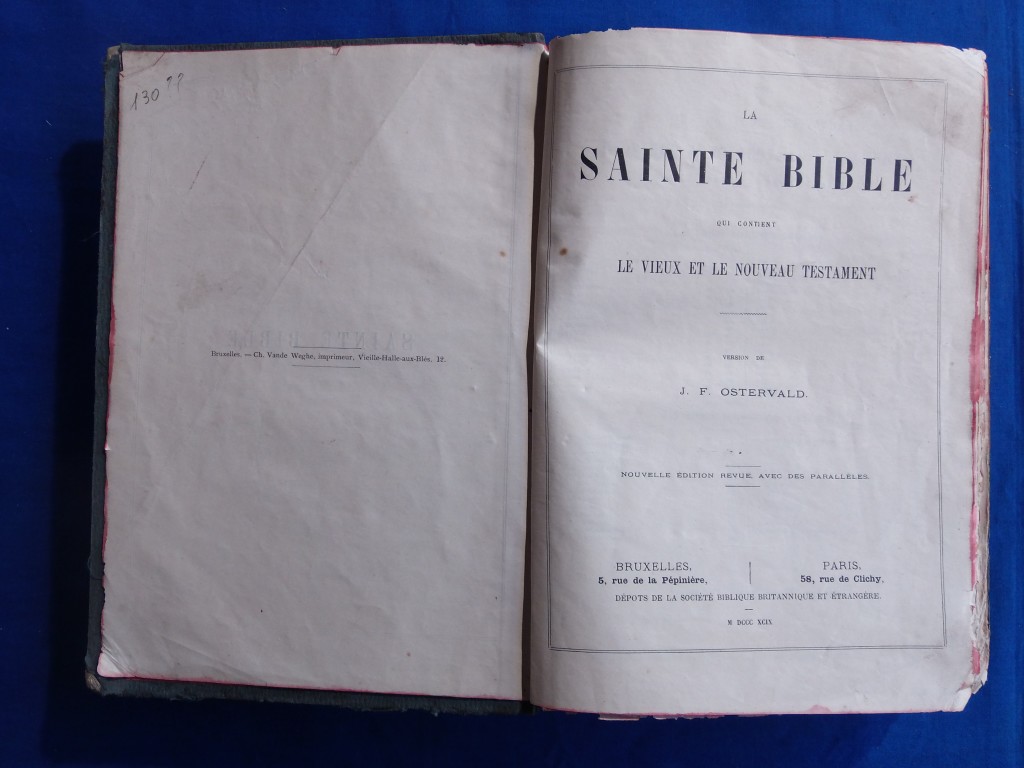 130
Bruxelles. — Ch. Vande Weghe, imprimeur, Vieille-Halle-aux-Blés, 12.
LA
SAINTE BIBLE
QUI CONTIENT
LE VIEUX ET LE NOUVEAU TESTAMENT
VERSION DE
J. F. OSTERVALD.
NOUVELLE ÉDITION REVUE, AVEC DES PARALLÈLES.
BRUXELLES,
5, rue de la Pépinière,
PARIS,
58, rue de Clichy,
DÉPOTS DE LA SOCIÉTÉ BIBLIQUE BRITANNIQUE ET ÉTRANGÈRE.
M DCCC XCIX